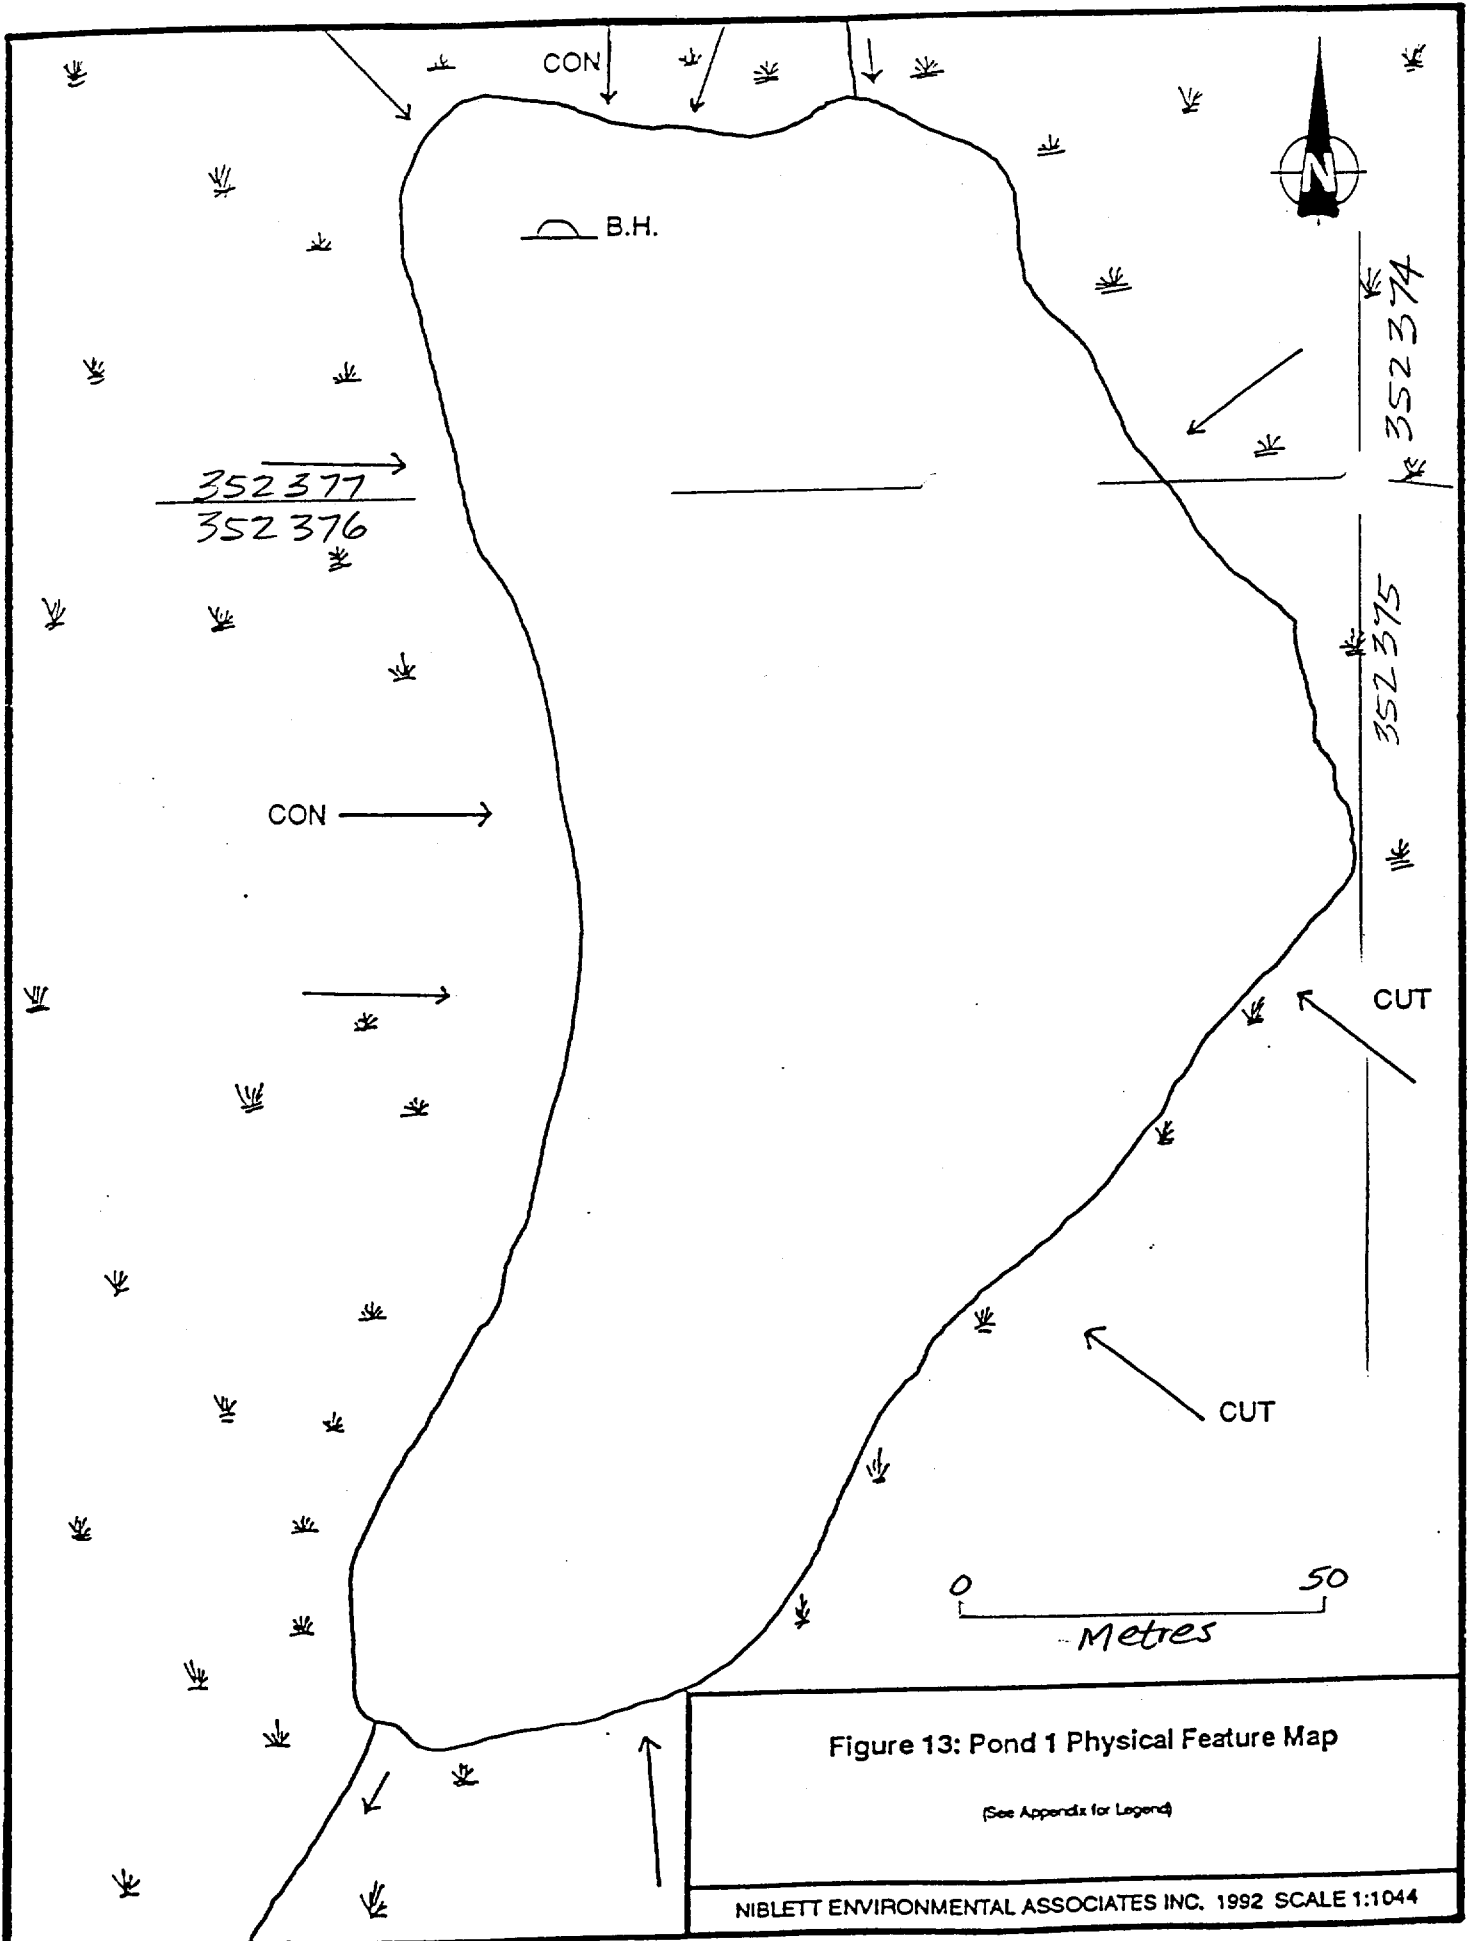 CON
N
B.H.
352374
352377
352376
352375
CON
CUT
CUT
0 50
Metres
Figure 13: Pond 1 Physical Feature Map
(See Appendix for Legend)
NIBLETT ENVIRONMENTAL ASSOCIATES INC. 1992 SCALE 1:1044